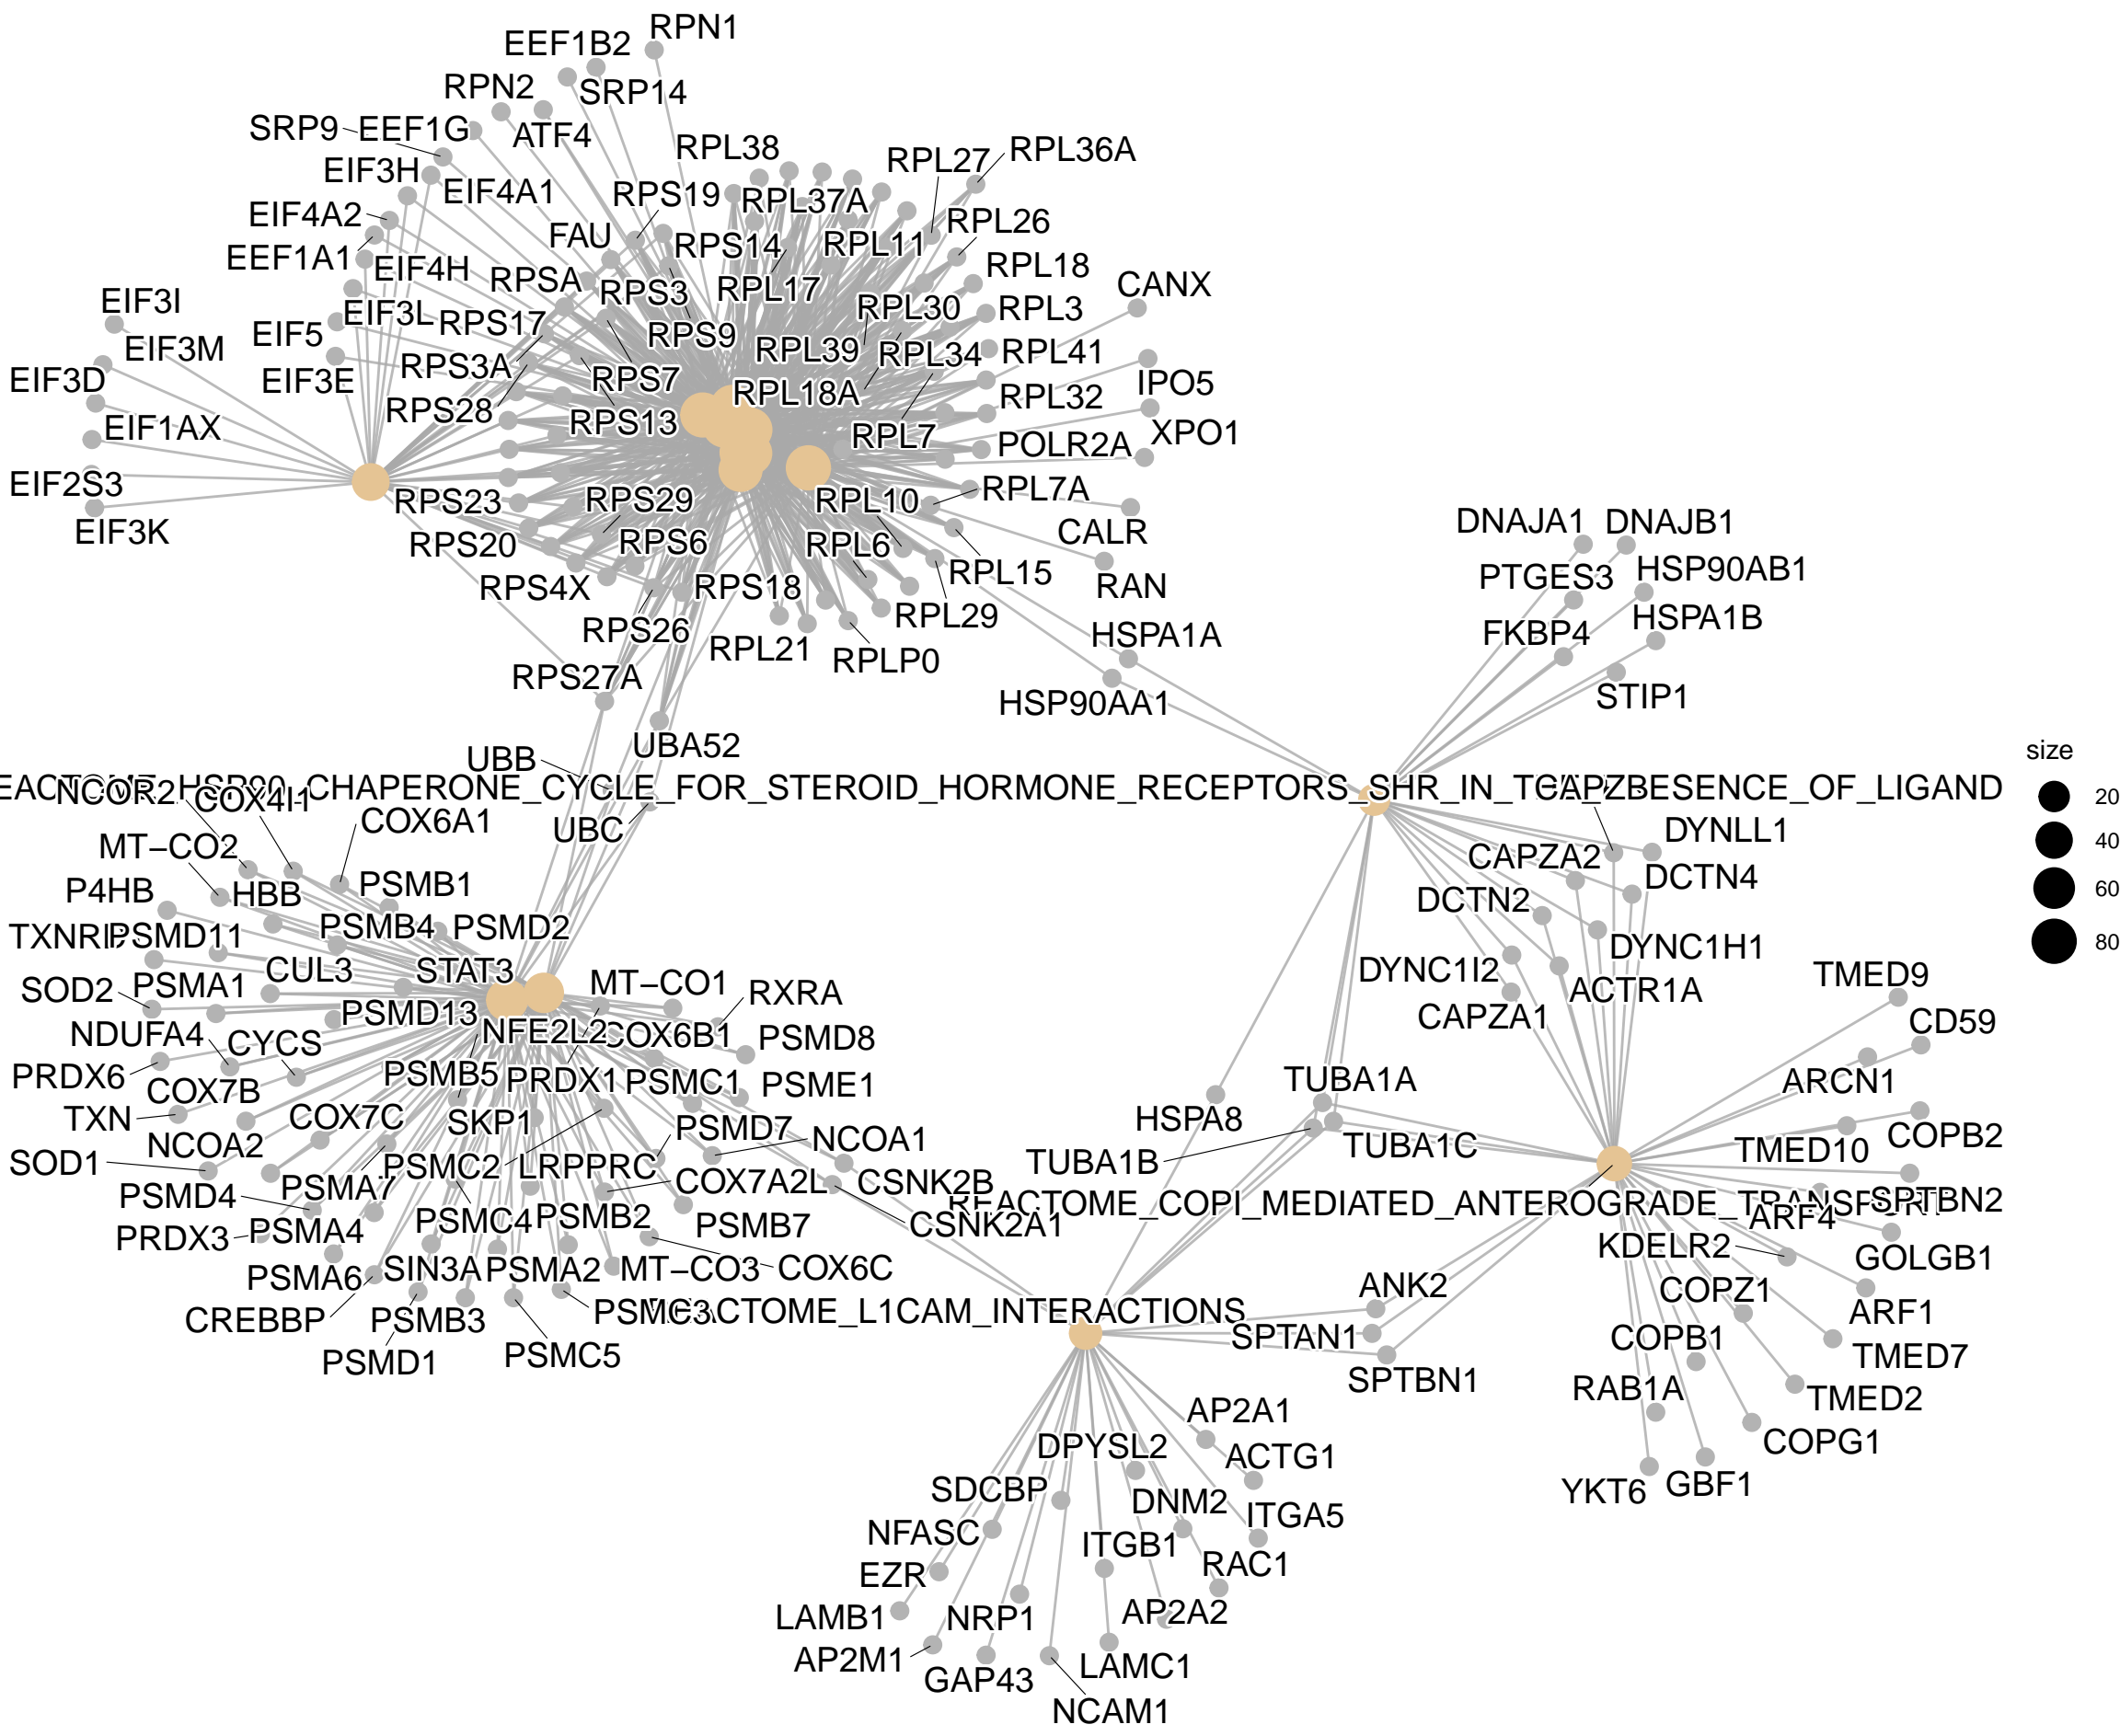 RPN1
EEF1B2
RPN2
SRP14
SRP9
EEF1G
ATF4
RPL38
RPL27
RPL36A
EIF3H
EIF4A1
RPS19
RPL37A
EIF4A2
FAU
RPS14
RPL11
RPL26
EEF1A1
EIF4H
RPSA
RPS3
RPL17
RPL18
CANX
EIF3I
EIF3L
RPS17
RPL30
RPL3
EIF5
RPS9
EIF3M
RPL39
RPL34
RPL41
RPS3A
EIF3D
EIF3E
RPS7
RPL18A
IPO5
RPS28
RPL32
EIF1AX
RPS13
RPL7
POLR2A
XPO1
EIF2S3
RPS23
RPS29
RPL10
RPL7A
EIF3K
RPS20
RPS6
RPL6
CALR
DNAJA1
DNAJB1
RPS4X
RPS18
RPL15
RAN
PTGES3
HSP90AB1
RPS26
RPL21
RPLP0
RPL29
HSPA1A
FKBP4
HSPA1B
RPS27A
HSP90AA1
STIP1
UBB
UBA52
size
NCOR2
COX4I1
CHAPERONE_CYCLE_FOR_STEROID_HORMONE_RECEPTORS_SHR_IN_
ESENCE_OF_LIGAND
20
COX6A1
UBC
DYNLL1
40
MT−CO2
CAPZA2
P4HB
HBB
PSMB1
DCTN2
DCTN4
60
PSMD11
PSMB4
PSMD2
DYNC1H1
80
SOD2
PSMA1
CUL3
STAT3
MT−CO1
RXRA
DYNC1I2
ACTR1A
TMED9
PSMD13
CAPZA1
CD59
NDUFA4
CYCS
NFE2L2
COX6B1
PSMD8
PRDX6
COX7B
PSMB5
PRDX1
PSMC1
PSME1
TUBA1A
ARCN1
TXN
COX7C
SKP1
PSMD7
HSPA8
NCOA2
NCOA1
TUBA1C
TMED10
COPB2
SOD1
PSMC2
LRPPRC
TUBA1B
PSMD4
PSMA7
COX7A2L
CSNK2B
REACTOME_COPI_MEDIATED_ANTEROGRADE_TRANSPORT
SPTBN2
PRDX3
PSMA4
PSMC4
PSMB2
PSMB7
CSNK2A1
ARF4
KDELR2
GOLGB1
PSMA6
SIN3A
PSMA2
MT−CO3
COX6C
ANK2
COPZ1
ARF1
CREBBP
PSMB3
PSMC3
REACTOME_L1CAM_INTERACTIONS
SPTAN1
COPB1
PSMD1
PSMC5
SPTBN1
TMED7
RAB1A
TMED2
AP2A1
COPG1
DPYSL2
ACTG1
SDCBP
DNM2
YKT6
GBF1
NFASC
ITGA5
ITGB1
RAC1
EZR
LAMB1
NRP1
AP2A2
AP2M1
GAP43
LAMC1
NCAM1